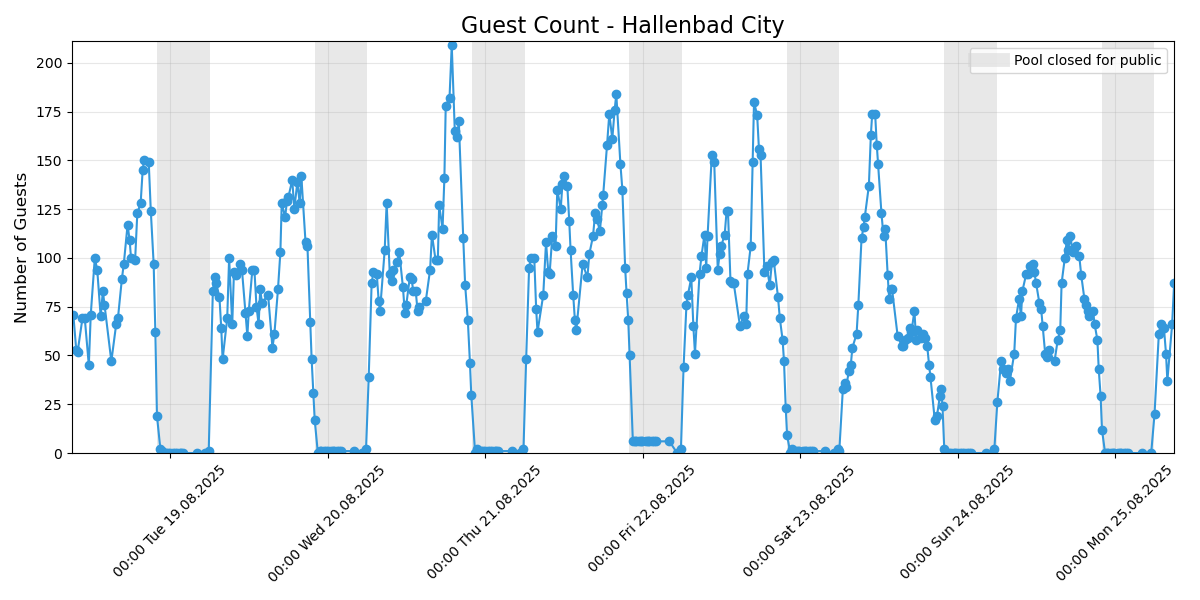 Guest Count - Hallenbad City
Number of Guests
200
175
150
125
100
75
50
25
0
Pool closed for public
00:00 Tue 19.08.2025
00:00 Wed 20.08.2025
00:00 Thu 21.08.2025
00:00 Fri 22.08.2025
00:00 Sat 23.08.2025
00:00 Sun 24.08.2025
00:00 Mon 25.08.2025